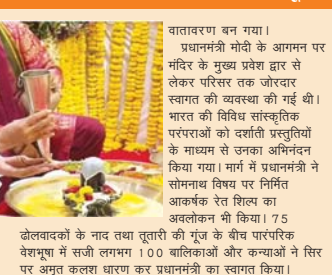 वातावरण बन गया।
प्रधानमंत्री मोदी के आगमन पर
मंदिर के मुख्य प्रवेश द्वार से
लेकर परिसर तक जोरदार
स्वागत की व्यवस्था की गई थी।
भारत की विविध सांस्कृतिक
परंपराओं को दर्शाती प्रस्तुतियों
के माध्यम से उनका अभिनंदन
किया गया। मार्ग में प्रधानमंत्री ने
सोमनाथ विषय पर निर्मित
आकर्षक रेत शिल्प का
अवलोकन भी किया। 75
ढोलवादकों के नाद तथा तूतारी की गूंज के बीच पारंपरिक
वेशभूषा में सजी लगभग 100 बालिकाओं और कन्याओं ने सिर
पर अमृत कलश धारण कर प्रधानमंत्री का स्वागत किया।